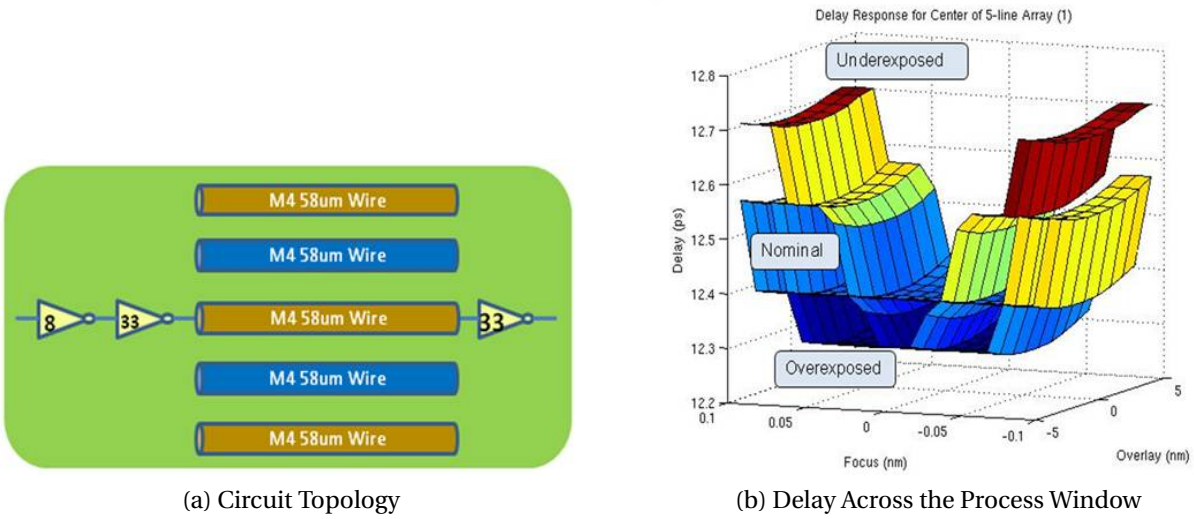 M4 58um Wire
M4 58um Wire
8
33
M4 58um Wire
33
M4 58um Wire
M4 58um Wire
(a) Circuit Topology
Delay Response for Center of 5-line Array (1)
Underexposed
Nominal
Overexposed
Delay (ps)
12.8
12.7
12.6
12.5
12.4
12.3
12.2
0.1
0.05
0
-0.05
-0.1
Focus (nm)
-5
0
5
Overlay (nm)
(b) Delay Across the Process Window